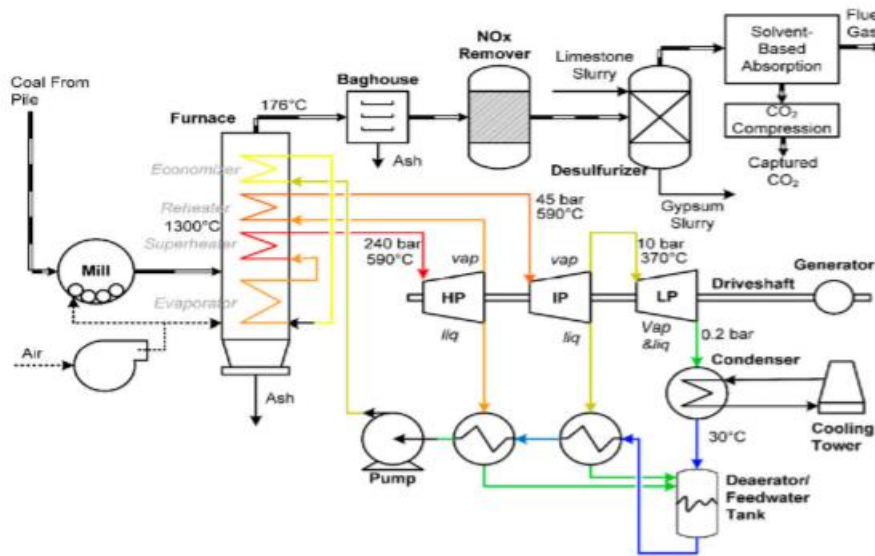 Coal From
Pile
Mill
Air
Furnace
176°C
Economizer
Reheater
1300°C
Superheater
Evaporator
Ash
Baghouse
Ash
NOx
Remover
Limestone
Slurry
Desulfurizer
Gypsum
Slurry
Solvent-
Based
Absorption
Flue
Gas
CO₂
Compression
Captured
CO₂
240 bar
590°C
45 bar
590°C
10 bar
370°C
vap
HP
liq
vap
IP
liq
LP
Vap
&liq
Driveshaft
Generator
0.2 bar
Condenser
Cooling
Tower
30°C
Pump
Deaerator/
Feedwater
Tank